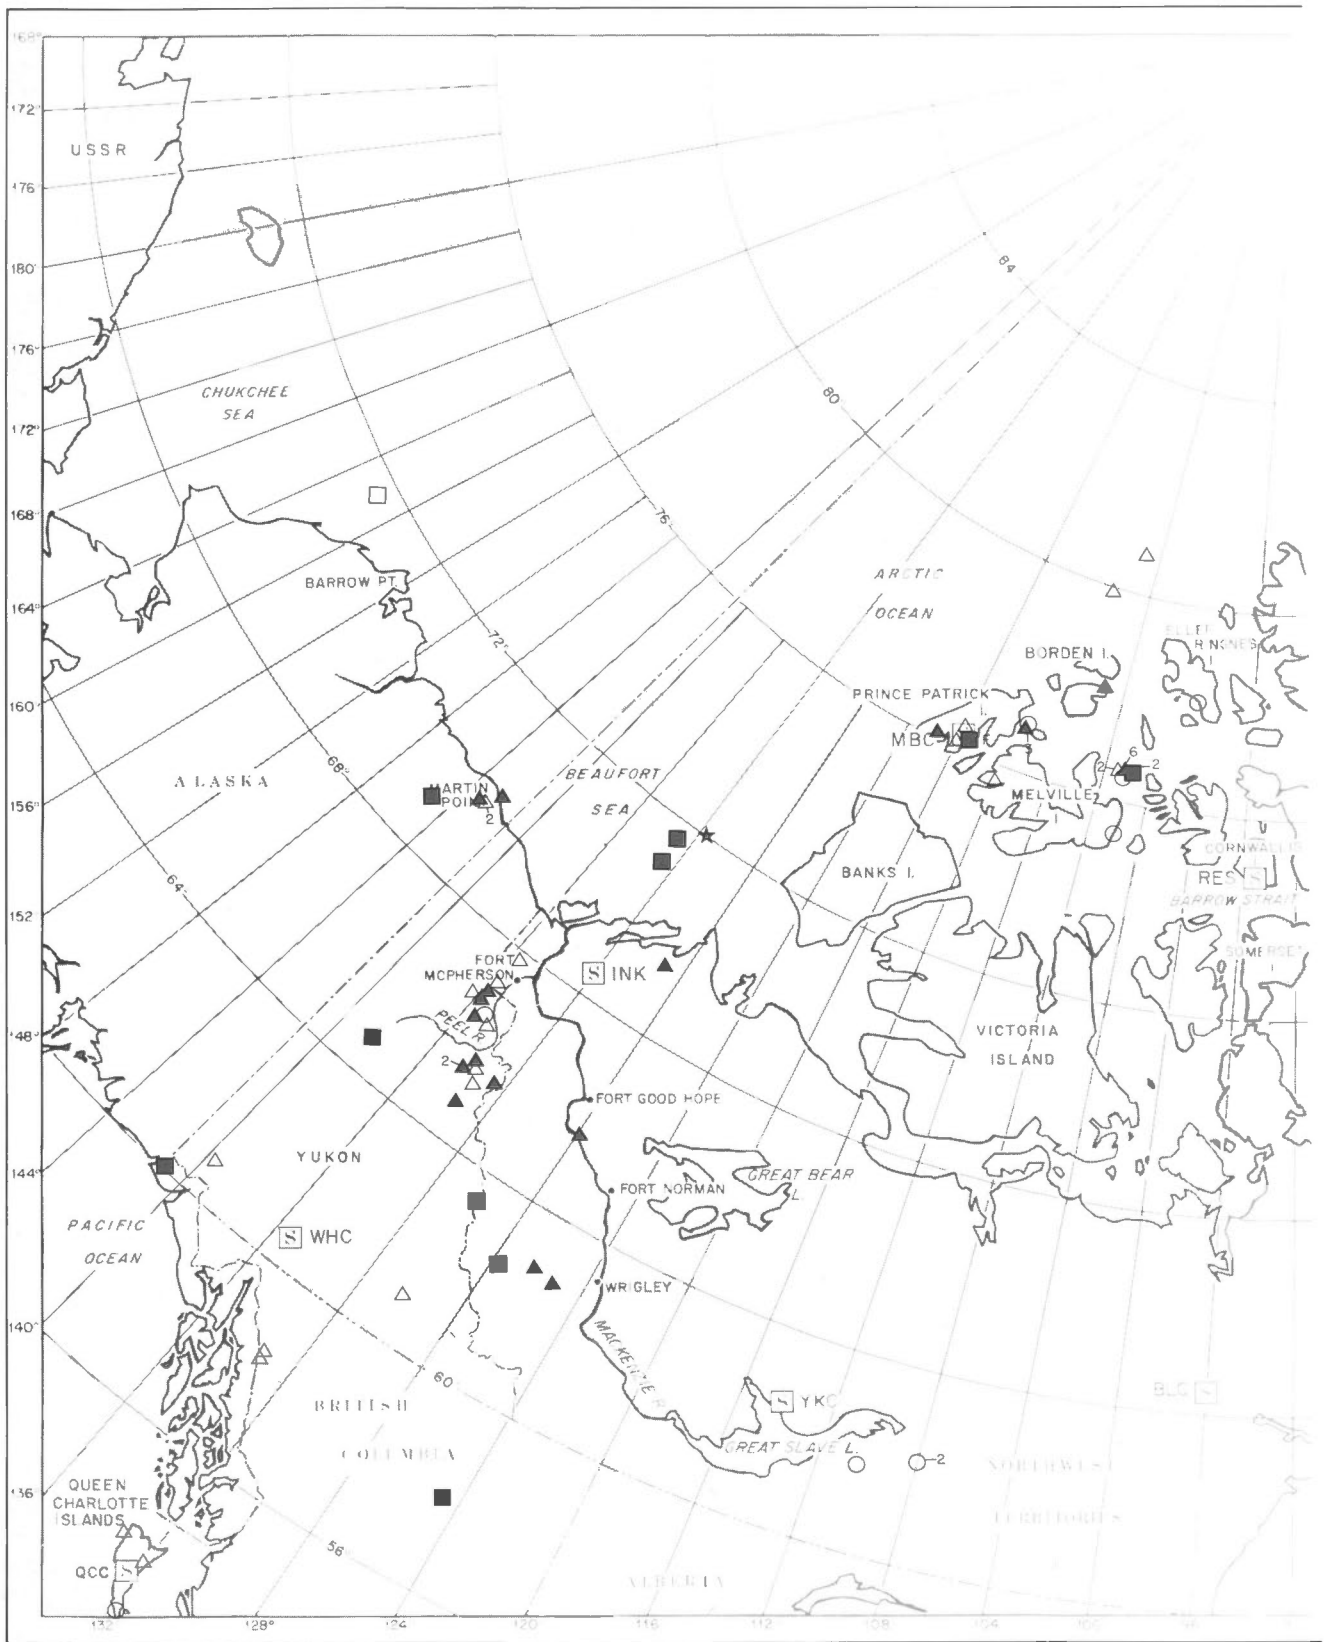 168°
172°
USSR
176°
180°
84
176°
CHUKCHEE
SEA
80
172°
168°
76°
ARCTIC
OCEAN
BARROW PT.
164°
72°
BORDEN I.
PRINCE PATRICK
I.
160°
MBC
6
2
2
ALASKA
68°
BEAUFORT
SEA
MARTIN
POINT
2
MELVILLE
156°
CORNWALLIS
BANKS I.
RES S
64°
BARROW STRAIT
152°
SOMERSET
FORT
MCPHERSON
S INK
PEEL R.
VICTORIA
ISLAND
148°
2
FORT GOOD HOPE
YUKON
144°
GREAT BEAR
L.
FORT NORMAN
PACIFIC
OCEAN
S WHC
WRIGLEY
140°
MACKENZIE R.
60
BLC S
S YKC
BRITISH
COLUMBIA
GREAT SLAVE L.
2
NORTHWEST
TERRITORIES
QUEEN
CHARLOTTE
ISLANDS
136°
56
QCC S
ALBERTA
132°
128°
124
120
116
112
108
104
100
96